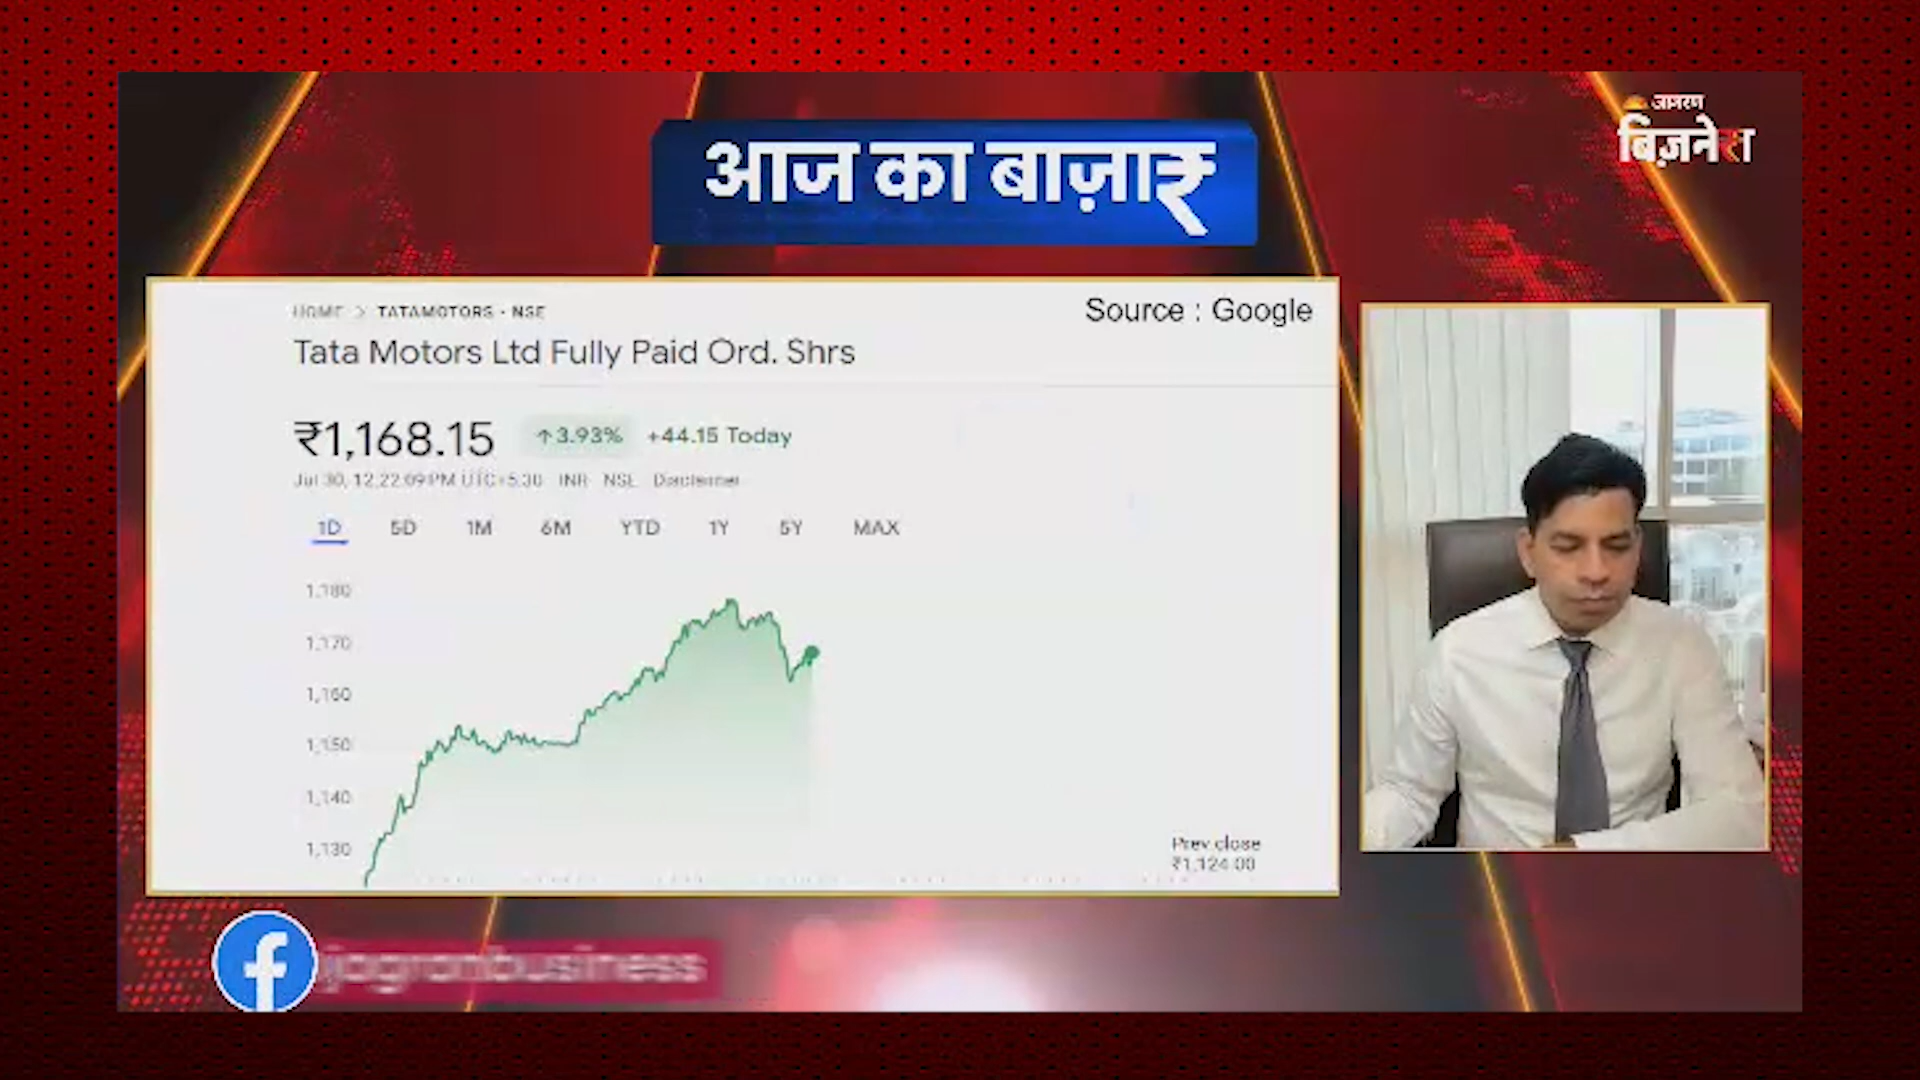 जागरण
बिज़नेस
आज का बाज़ार
Source : Google
HOME > TATAMOTORS • NSE
Tata Motors Ltd Fully Paid Ord. Shrs
₹1,168.15 ↑3.93% +44.15 Today
Jul 30, 12:22:09 PM UTC+5:30 · INR · NSE · Disclaimer
1D 5D 1M 6M YTD 1Y 5Y MAX
1,180
1,170
1,160
1,150
1,140
1,130
Prev close
₹1,124.00
jagranbusiness